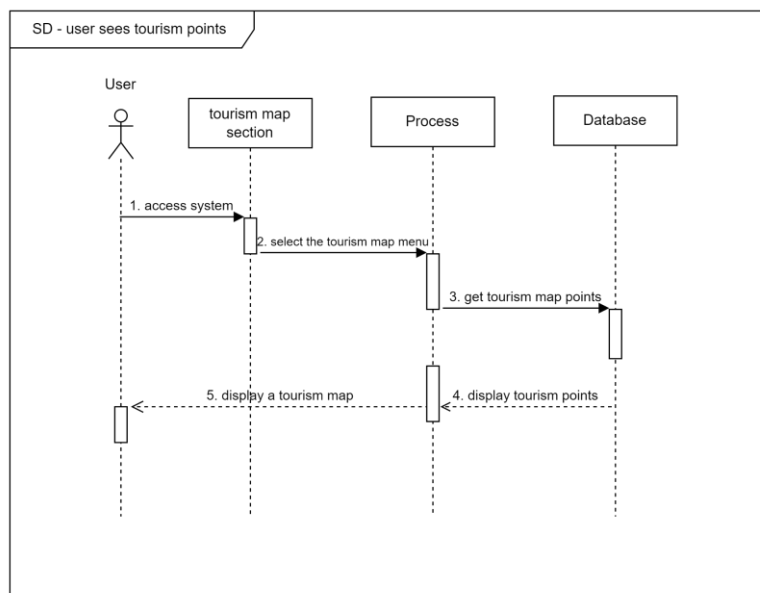 SD - user sees tourism points
User
tourism map
section
Process
Database
1. access system
2. select the tourism map menu
3. get tourism map points
5. display a tourism map
4. display tourism points